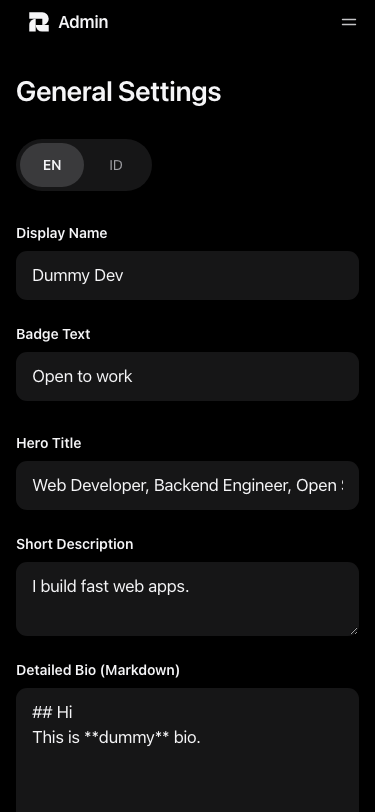 Admin
General Settings
EN ID
Display Name
Dummy Dev
Badge Text
Open to work
Hero Title
Web Developer, Backend Engineer, Open
Short Description
I build fast web apps.
Detailed Bio (Markdown)
## Hi
This is **dummy** bio.